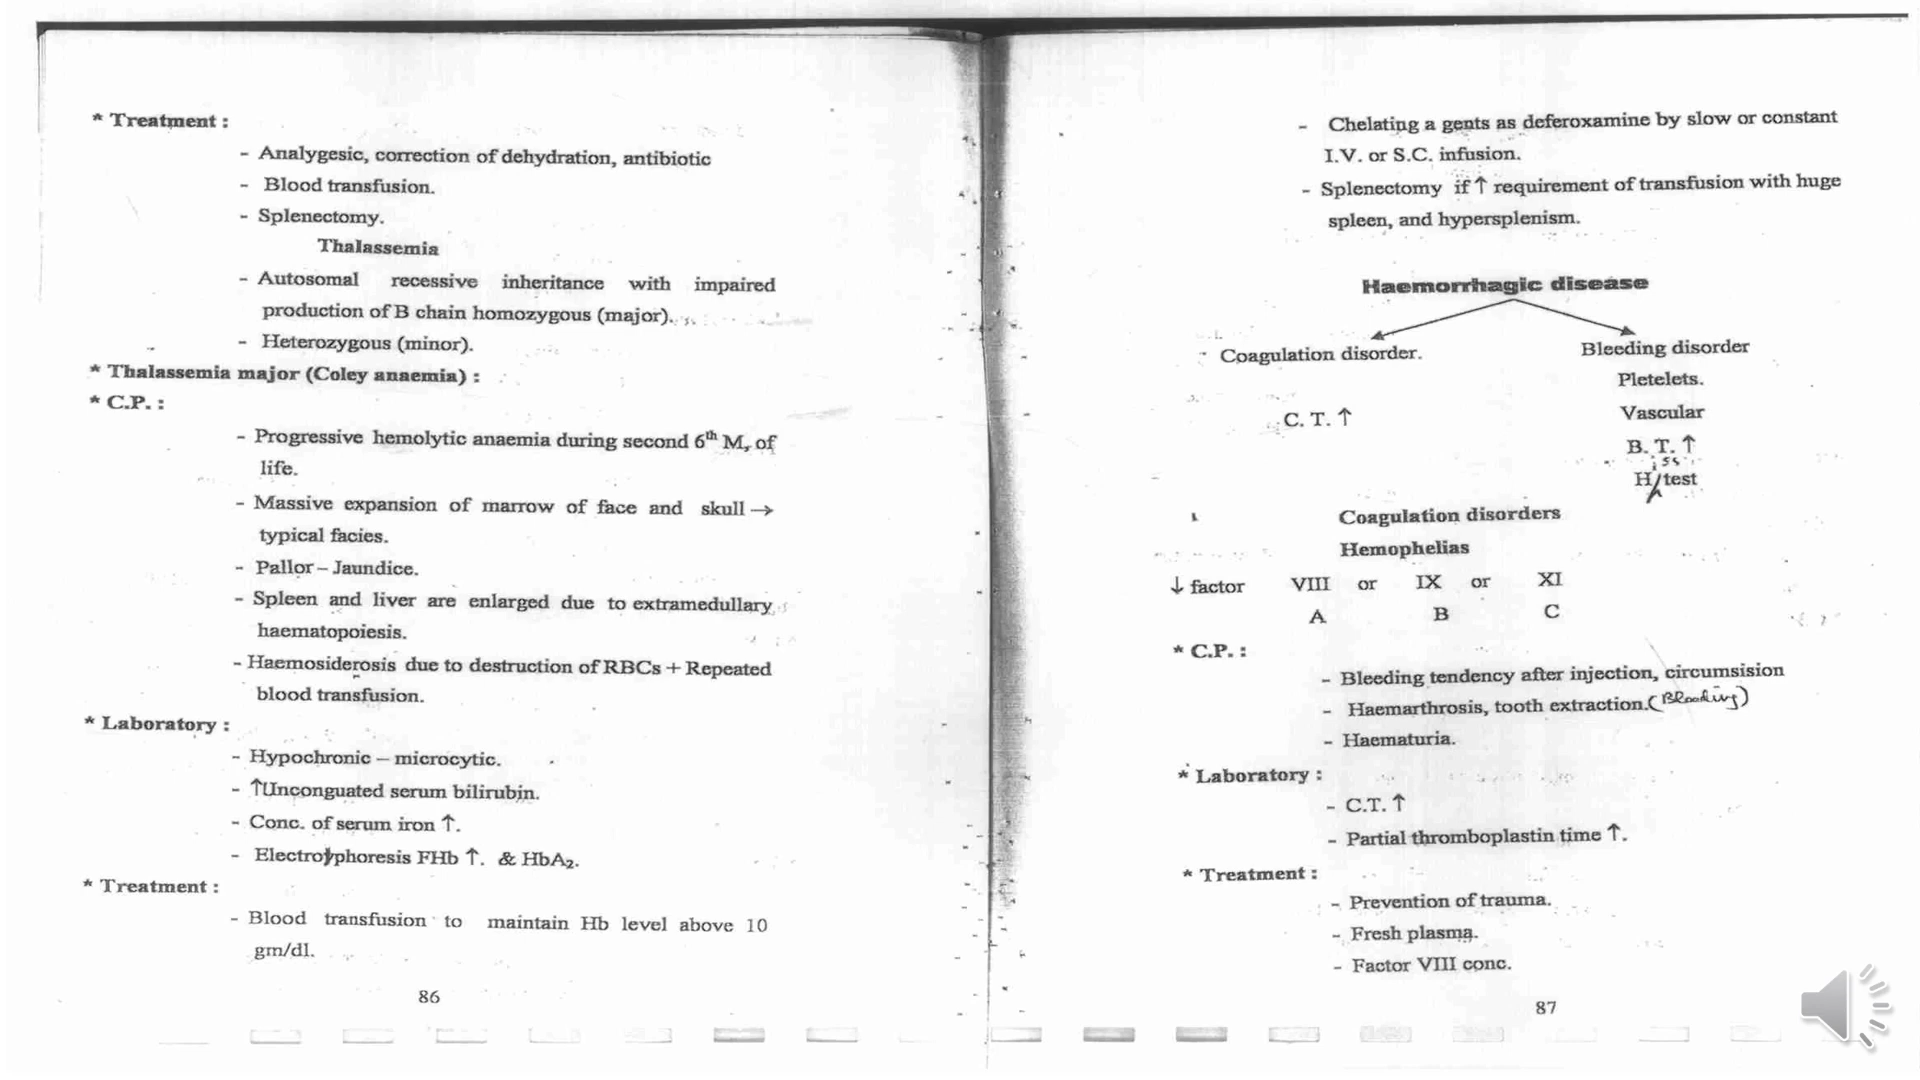 * Treatment :
- Analygesic, correction of dehydration, antibiotic
- Blood transfusion.
- Splenectomy.
Thalassemia
- Autosomal recessive inheritance with impaired
production of B chain homozygous (major).
- Heterozygous (minor).
* Thalassemia major (Coley anaemia) :
* C.P. :
- Progressive hemolytic anaemia during second 6th M, of
life.
- Massive expansion of marrow of face and skull →
typical facies.
- Pallor – Jaundice.
- Spleen and liver are enlarged due to extramedullary
haematopoiesis.
- Haemosiderosis due to destruction of RBCs + Repeated
blood transfusion.
* Laboratory :
- Hypochronic – microcytic.
- ↑Unconguated serum bilirubin.
- Conc. of serum iron ↑.
- Electrophoresis FHb ↑. & HbA₂.
* Treatment :
- Blood transfusion to maintain Hb level above 10
gm/dl.
86
- Chelating a gents as deferoxamine by slow or constant
I.V. or S.C. infusion.
- Splenectomy if ↑ requirement of transfusion with huge
spleen, and hypersplenism.
Haemorrhagic disease
Coagulation disorder. Bleeding disorder
Pletelets.
C. T. ↑ Vascular
B. T. ↑
ss
H/test
Coagulation disorders
Hemophelias
↓ factor VIII or IX or XI
A B C
* C.P. :
- Bleeding tendency after injection, circumsision
- Haemarthrosis, tooth extraction.(Bleeding)
- Haematuria.
* Laboratory :
- C.T. ↑
- Partial thromboplastin time ↑.
* Treatment :
- Prevention of trauma.
- Fresh plasma.
- Factor VIII conc.
87